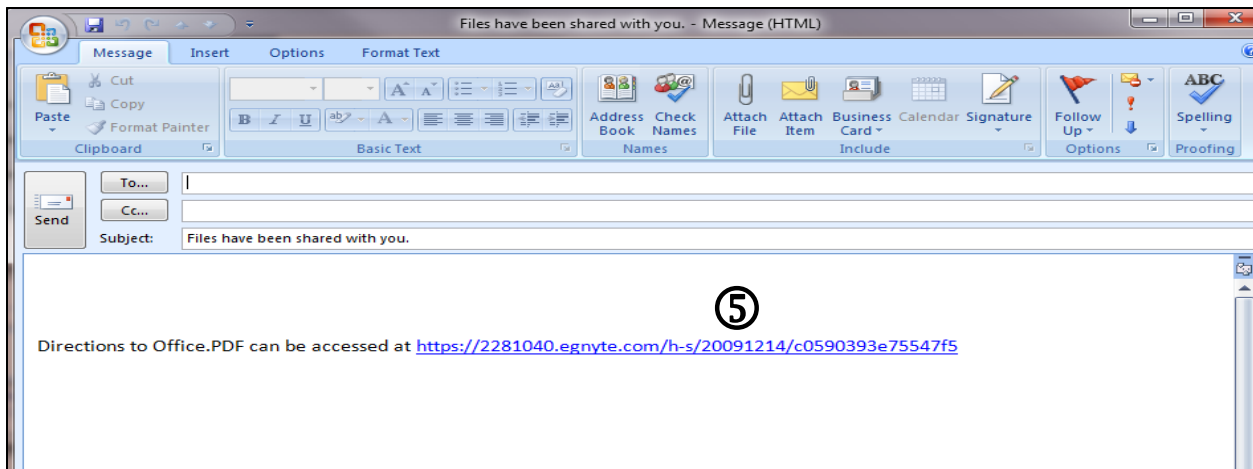 Files have been shared with you. - Message (HTML)
Message Insert Options Format Text
Paste
Cut
Copy
Format Painter
Clipboard
B I U ab A
Basic Text
Address Book
Check Names
Names
Attach File
Attach Item
Business Card
Calendar
Signature
Include
Follow Up
Options
ABC
Spelling
Proofing
Send
To...
Cc...
Subject: Files have been shared with you.
⑤
Directions to Office.PDF can be accessed at https://2281040.egnyte.com/h-s/20091214/c0590393e75547f5